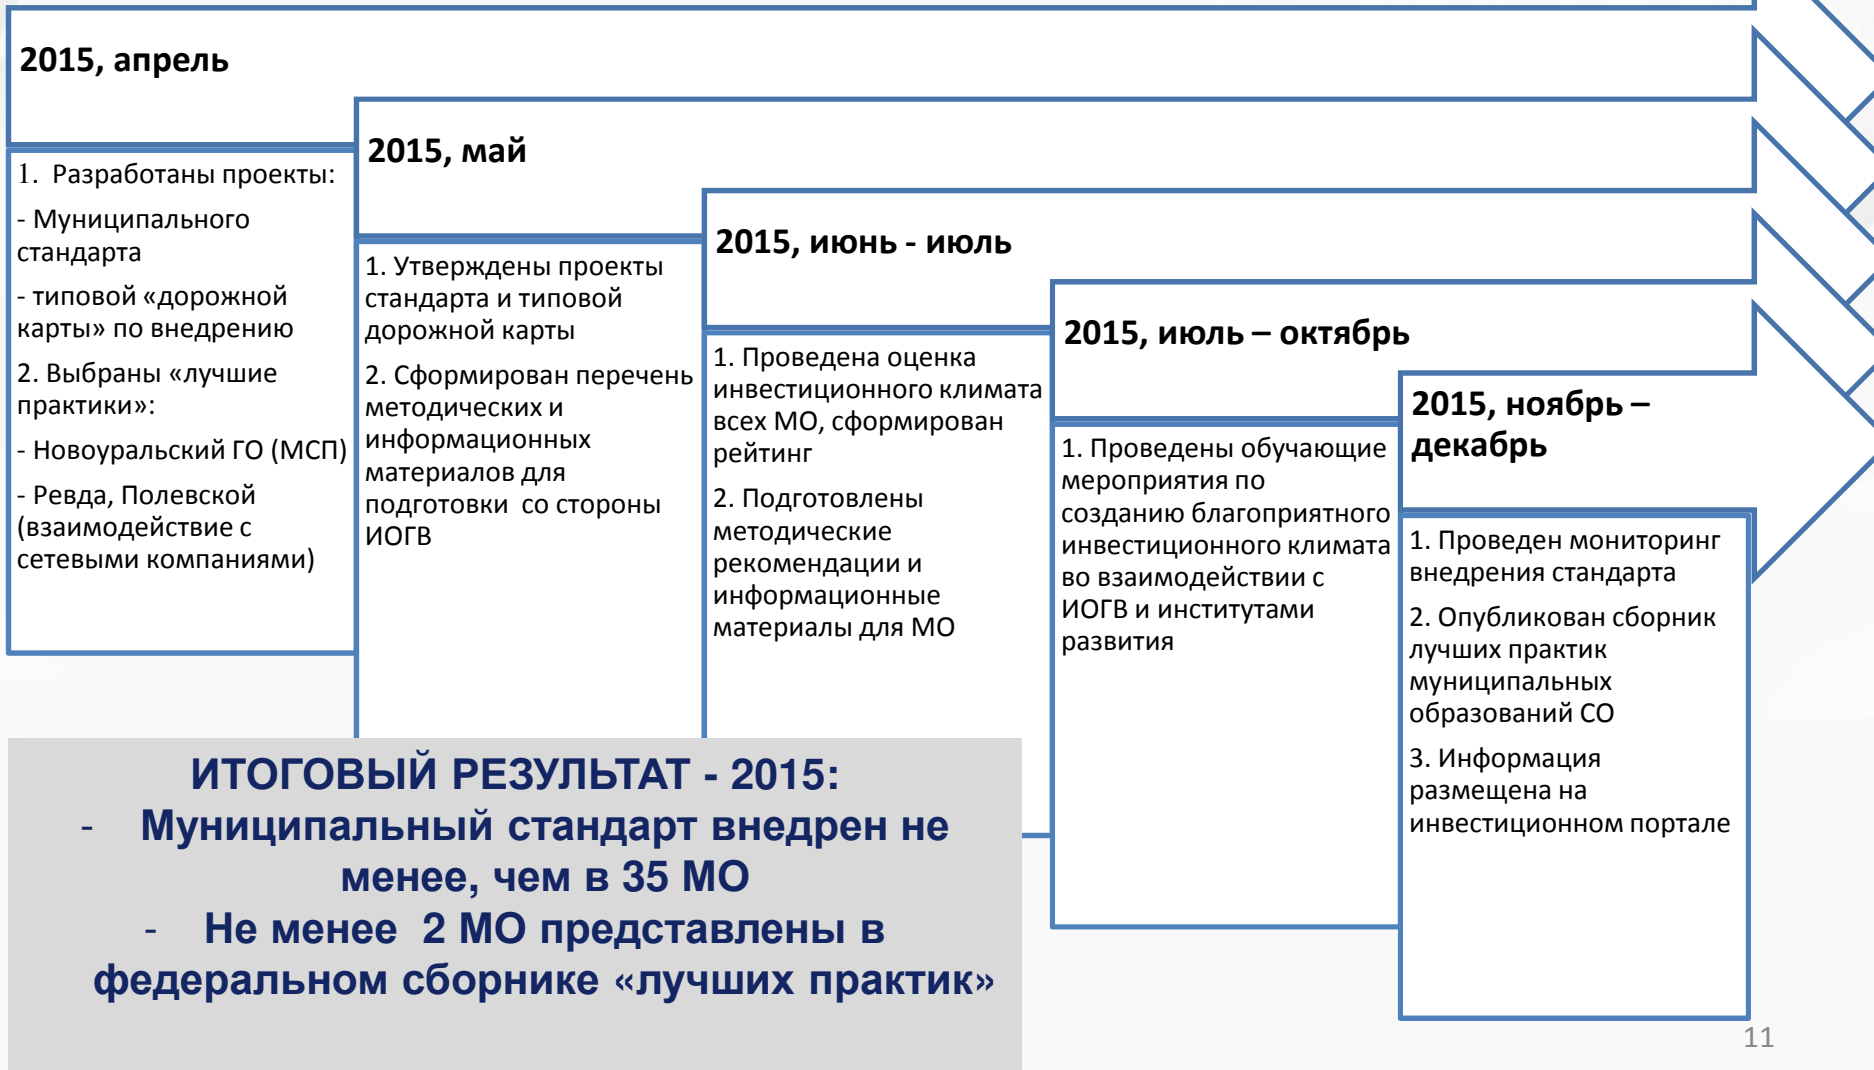 2015, апрель
1. Разработаны проекты:
- Муниципального
стандарта
- типовой «дорожной
карты» по внедрению
2. Выбраны «лучшие
практики»:
- Новоуральский ГО (МСП)
- Ревда, Полевской
(взаимодействие с
сетевыми компаниями)
2015, май
1. Утверждены проекты
стандарта и типовой
дорожной карты
2. Сформирован перечень
методических и
информационных
материалов для
подготовки со стороны
ИОГВ
2015, июнь - июль
1. Проведена оценка
инвестиционного климата
всех МО, сформирован
рейтинг
2. Подготовлены
методические
рекомендации и
информационные
материалы для МО
2015, июль – октябрь
1. Проведены обучающие
мероприятия по
созданию благоприятного
инвестиционного климата
во взаимодействии с
ИОГВ и институтами
развития
2015, ноябрь –
декабрь
1. Проведен мониторинг
внедрения стандарта
2. Опубликован сборник
лучших практик
муниципальных
образований СО
3. Информация
размещена на
инвестиционном портале
ИТОГОВЫЙ РЕЗУЛЬТАТ - 2015:
- Муниципальный стандарт внедрен не
менее, чем в 35 МО
- Не менее 2 МО представлены в
федеральном сборнике «лучших практик»
11